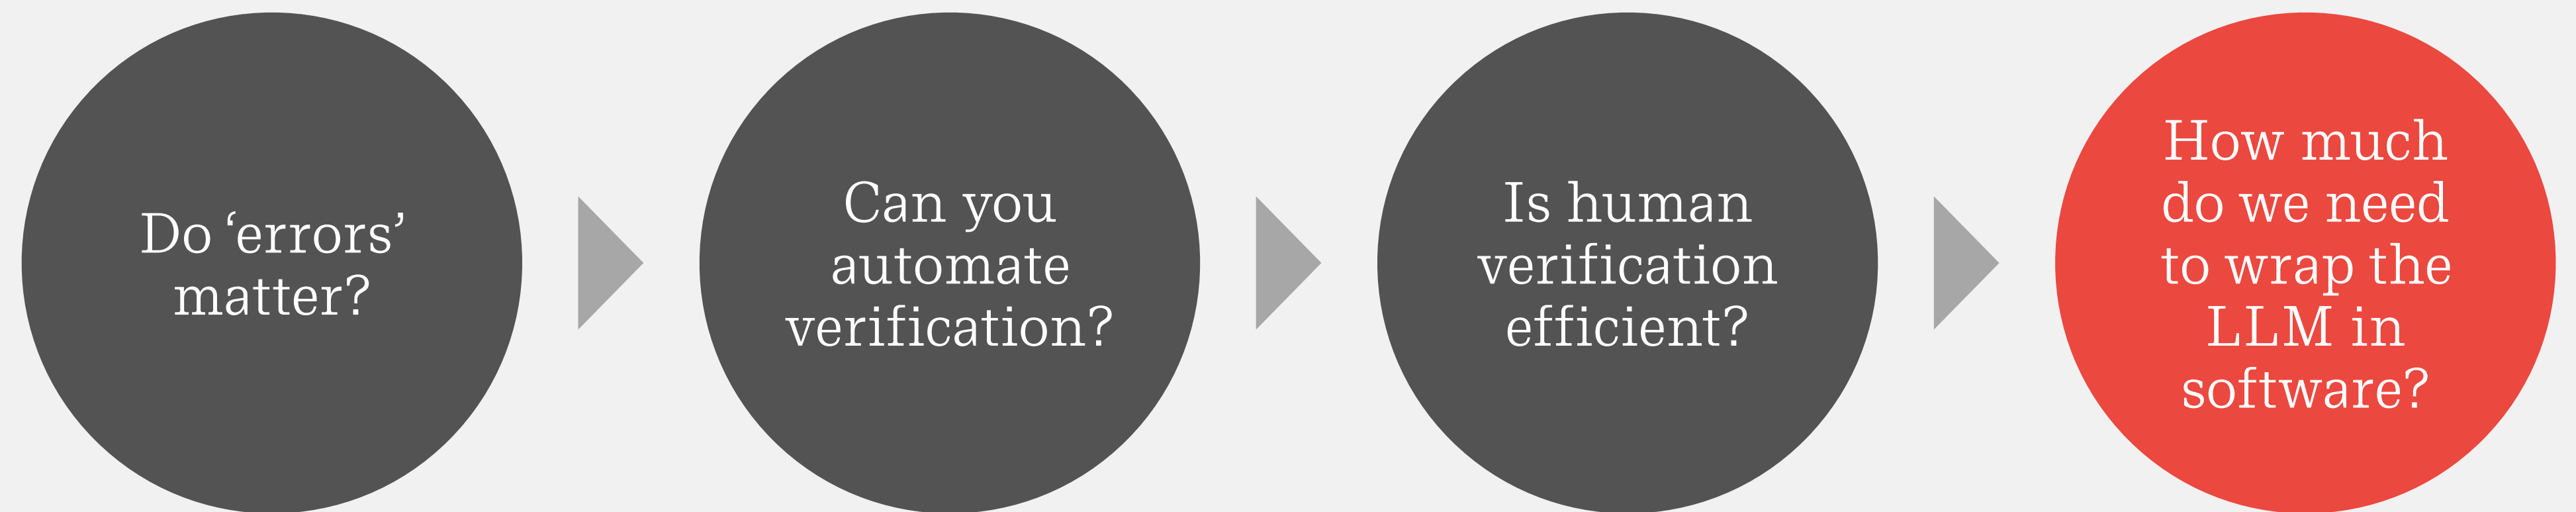 Do ‘errors’
matter?
Can you
automate
verification?
Is human
verification
efficient?
How much
do we need
to wrap the
LLM in
software?